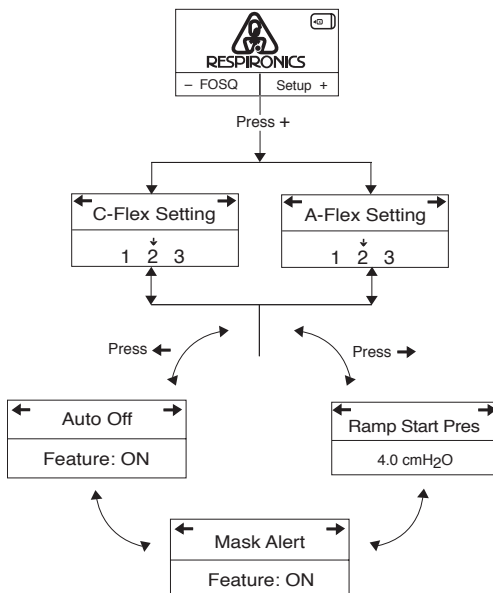 RESPIRONICS
– FOSQ Setup +
Press +
C-Flex Setting
1 2 3
A-Flex Setting
1 2 3
Press ←
Press →
Auto Off
Feature: ON
Ramp Start Pres
4.0 cmH2O
Mask Alert
Feature: ON